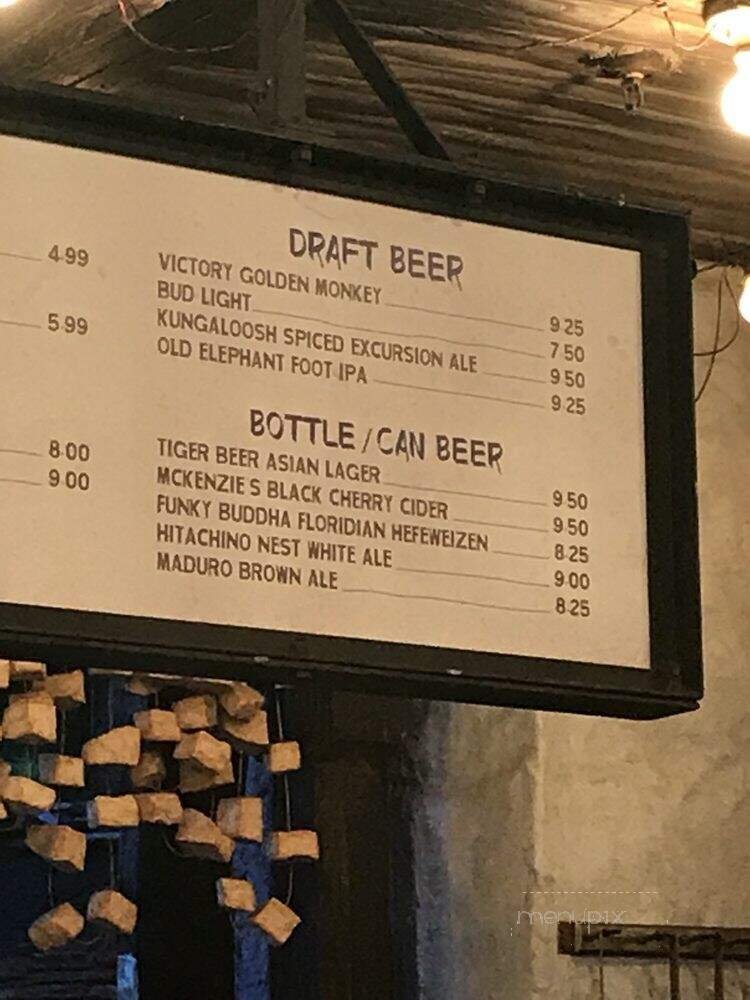 4.99
5.99
8.00
9.00
DRAFT BEER
VICTORY GOLDEN MONKEY 9.25
BUD LIGHT 7.50
KUNGALOOSH SPICED EXCURSION ALE 9.50
OLD ELEPHANT FOOT IPA 9.25
BOTTLE / CAN BEER
TIGER BEER ASIAN LAGER 9.50
MCKENZIE'S BLACK CHERRY CIDER 9.50
FUNKY BUDDHA FLORIDIAN HEFEWEIZEN 8.25
HITACHINO NEST WHITE ALE 9.00
MADURO BROWN ALE 8.25
menupix